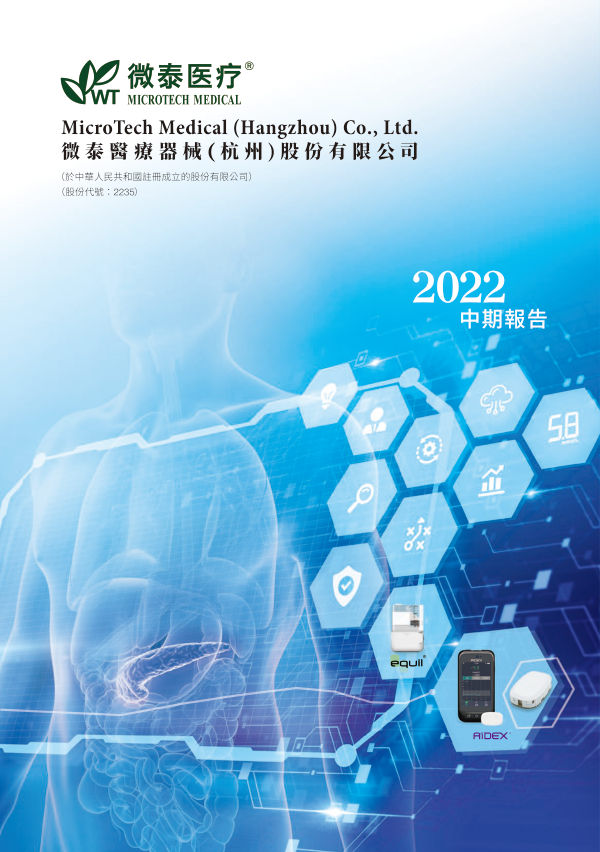 微泰医疗®
WT MICROTECH MEDICAL
MicroTech Medical (Hangzhou) Co., Ltd.
微泰醫療器械(杭州)股份有限公司
(於中華人民共和國註冊成立的股份有限公司)
(股份代號：2235)
2022
中期報告
5.8
equil
AiDEX